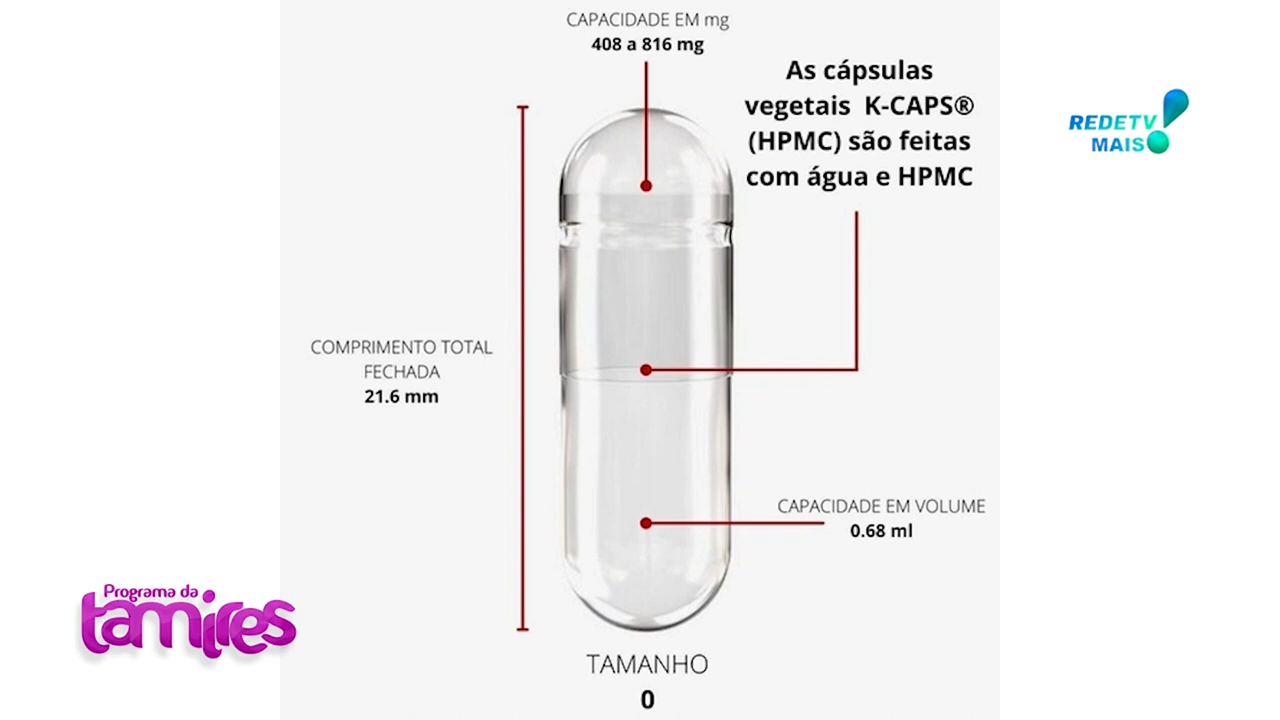 CAPACIDADE EM mg
408 a 816 mg
As cápsulas
vegetais K-CAPS®
(HPMC) são feitas
com água e HPMC
REDETV
MAIS
COMPRIMENTO TOTAL
FECHADA
21.6 mm
CAPACIDADE EM VOLUME
0.68 ml
Programa da
tamires
TAMANHO
0